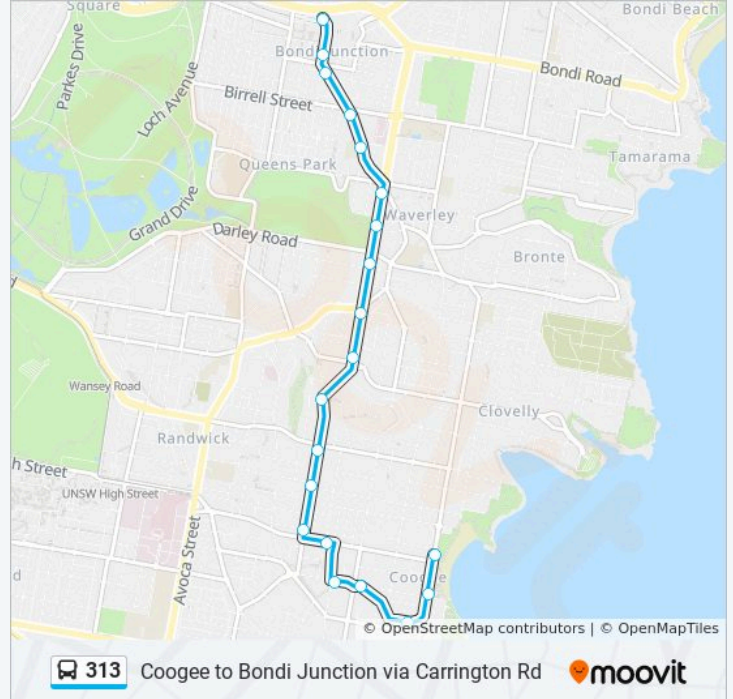 Square
Bondi Beach
Parkes Drive
Bondi Junction
Loch Avenue
Bondi Road
Birrell Street
Queens Park
Tamarama
Grand Drive
Waverley
Darley Road
Bronte
Wansey Road
Clovelly
Randwick
h Street
UNSW High Street
Avoca Street
d
Coogee
© OpenStreetMap contributors | © OpenMapTiles
313 Coogee to Bondi Junction via Carrington Rd moovit